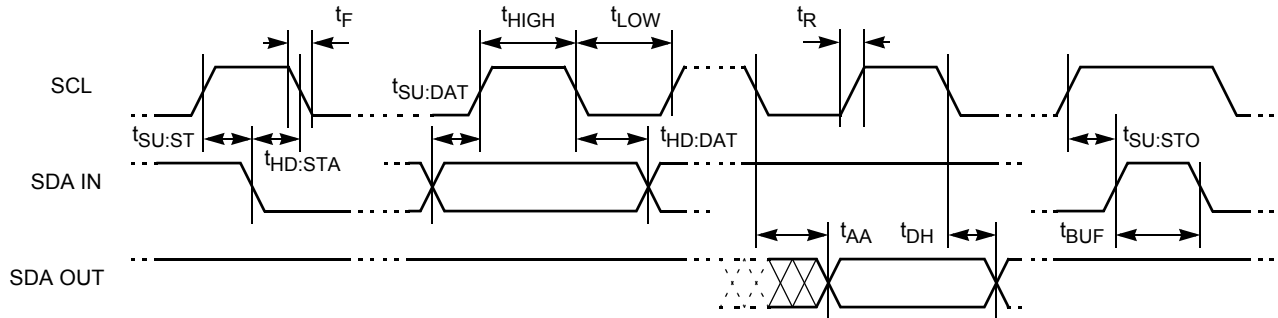 tF
tHIGH
tLOW
tR
SCL
tSU:DAT
tSU:ST
tHD:STA
tHD:DAT
tSU:STO
SDA IN
tAA
tDH
tBUF
SDA OUT